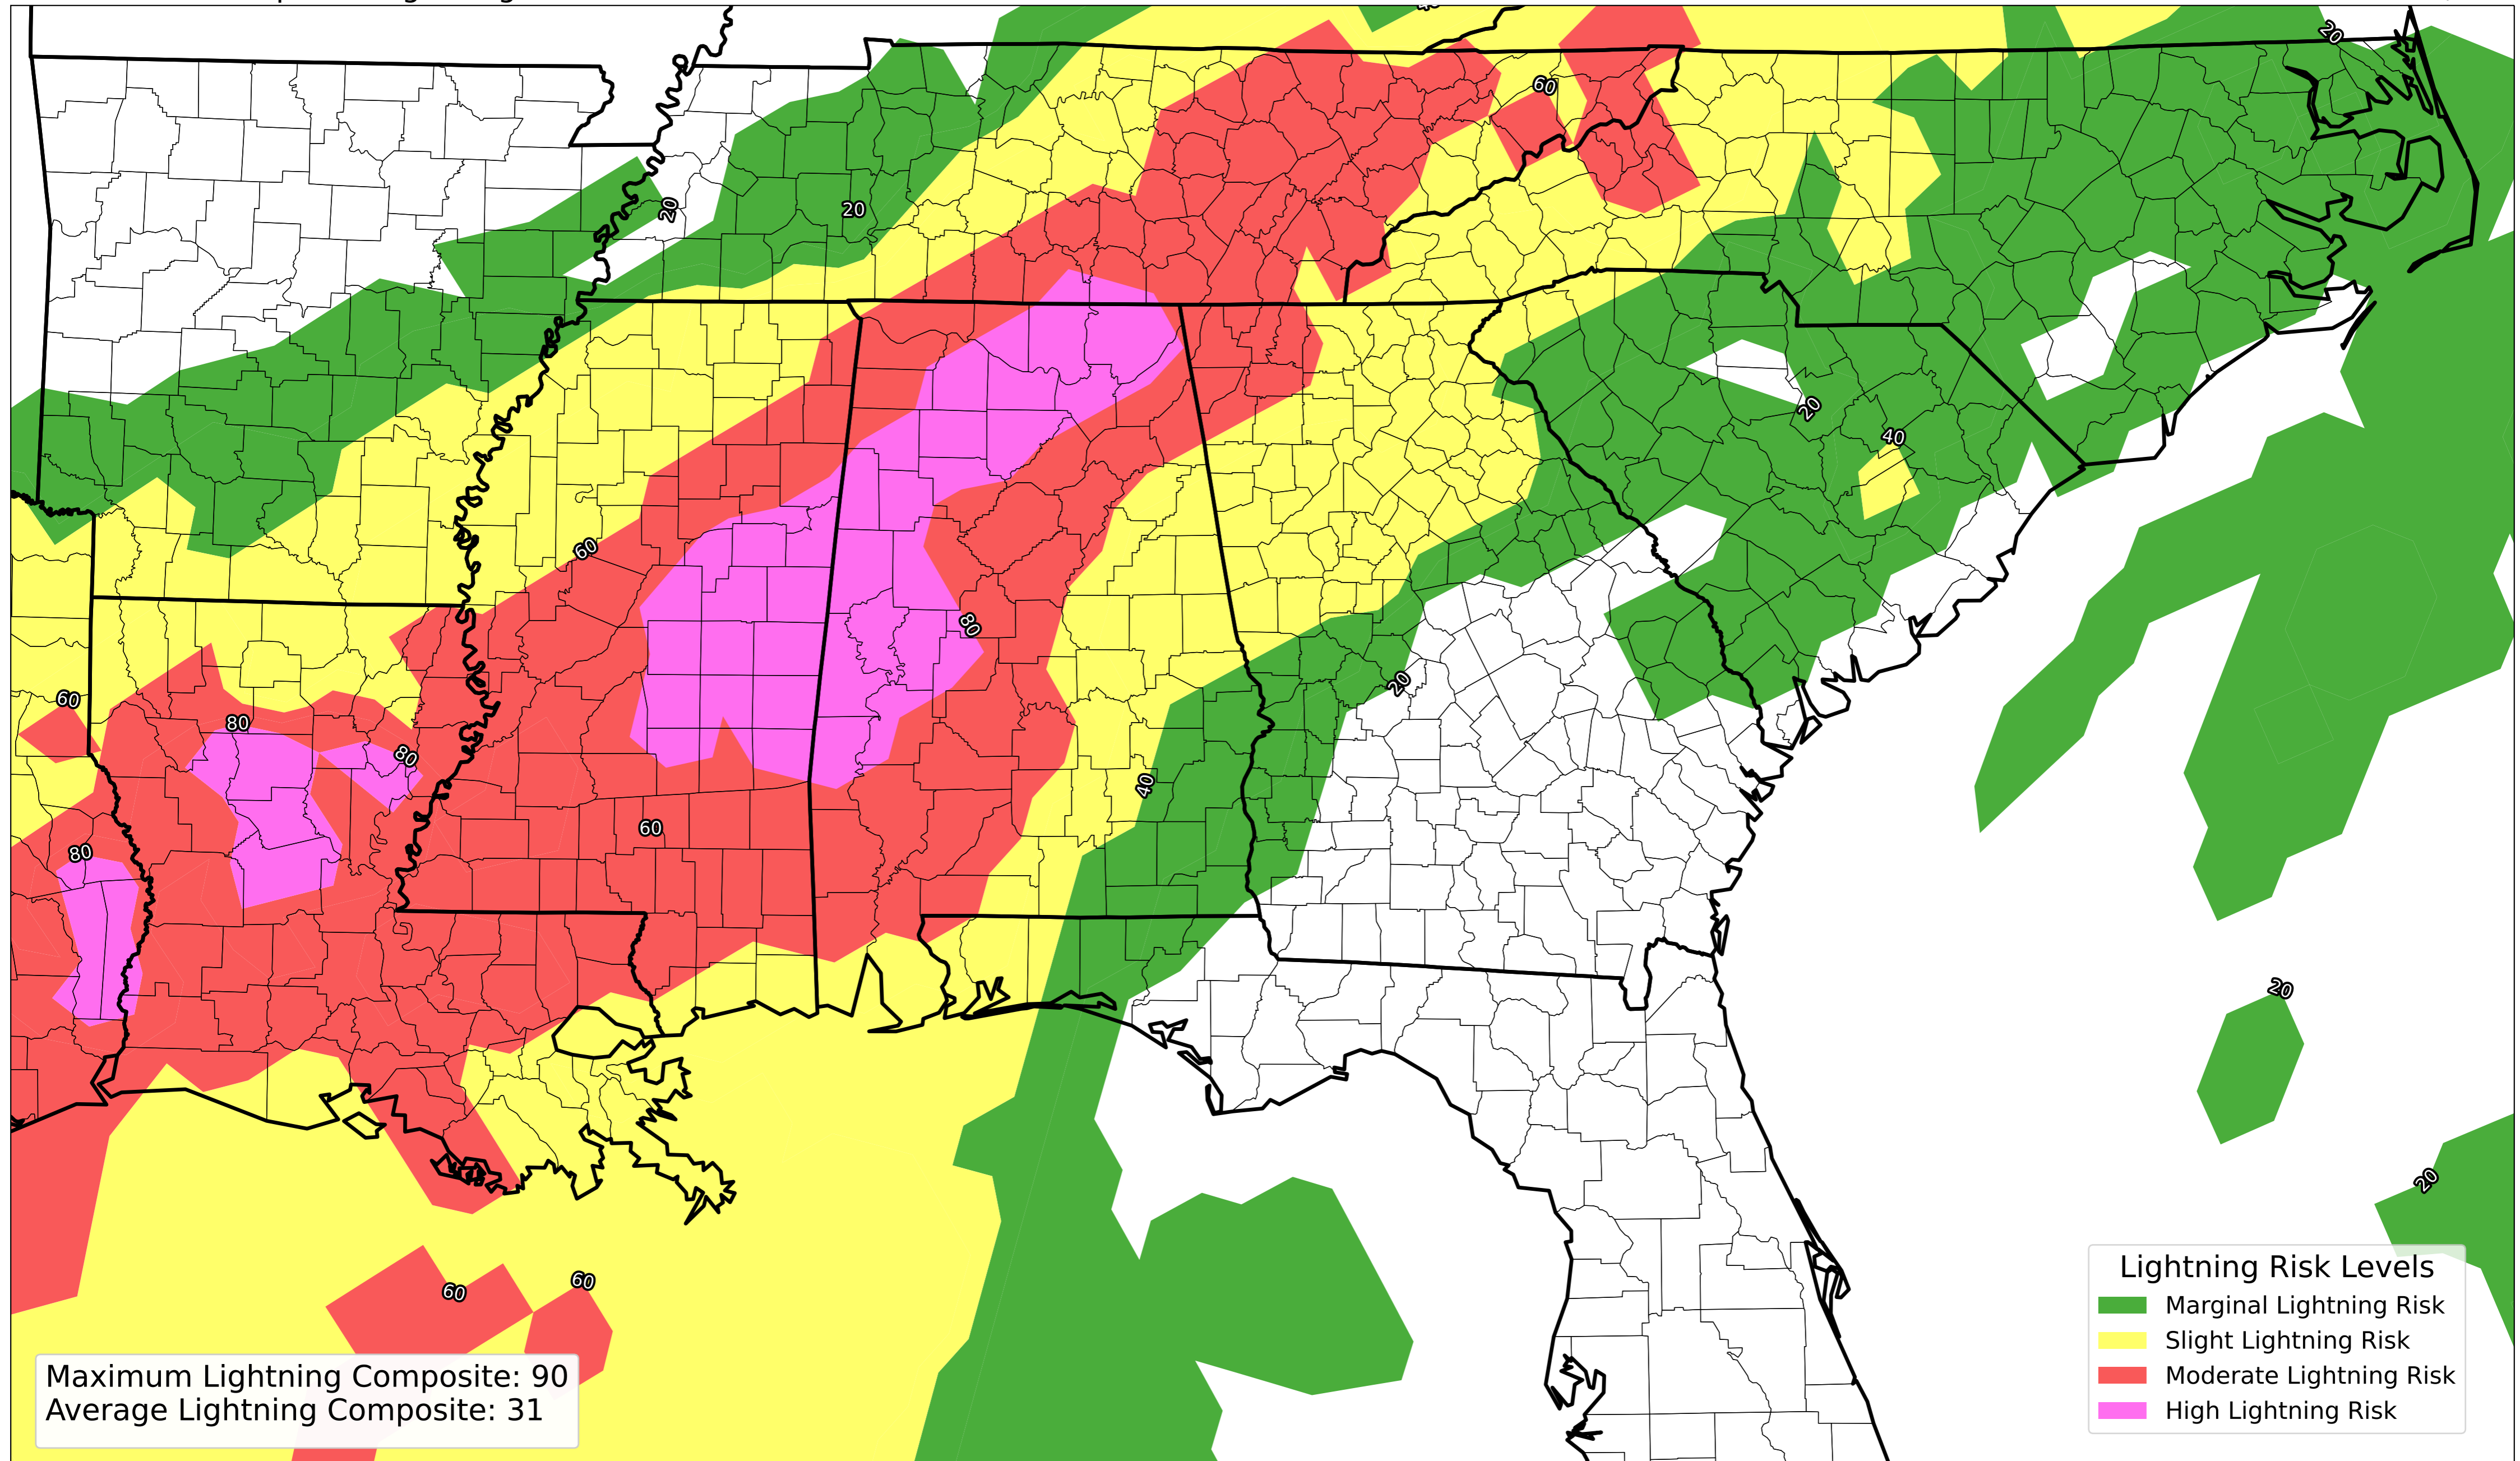 20
60
20
20
20
40
60
80
20
60
80
80
40
60
80
20
20
60
60
Lightning Risk Levels
Marginal Lightning Risk
Slight Lightning Risk
Moderate Lightning Risk
High Lightning Risk
Maximum Lightning Composite: 90
Average Lightning Composite: 31